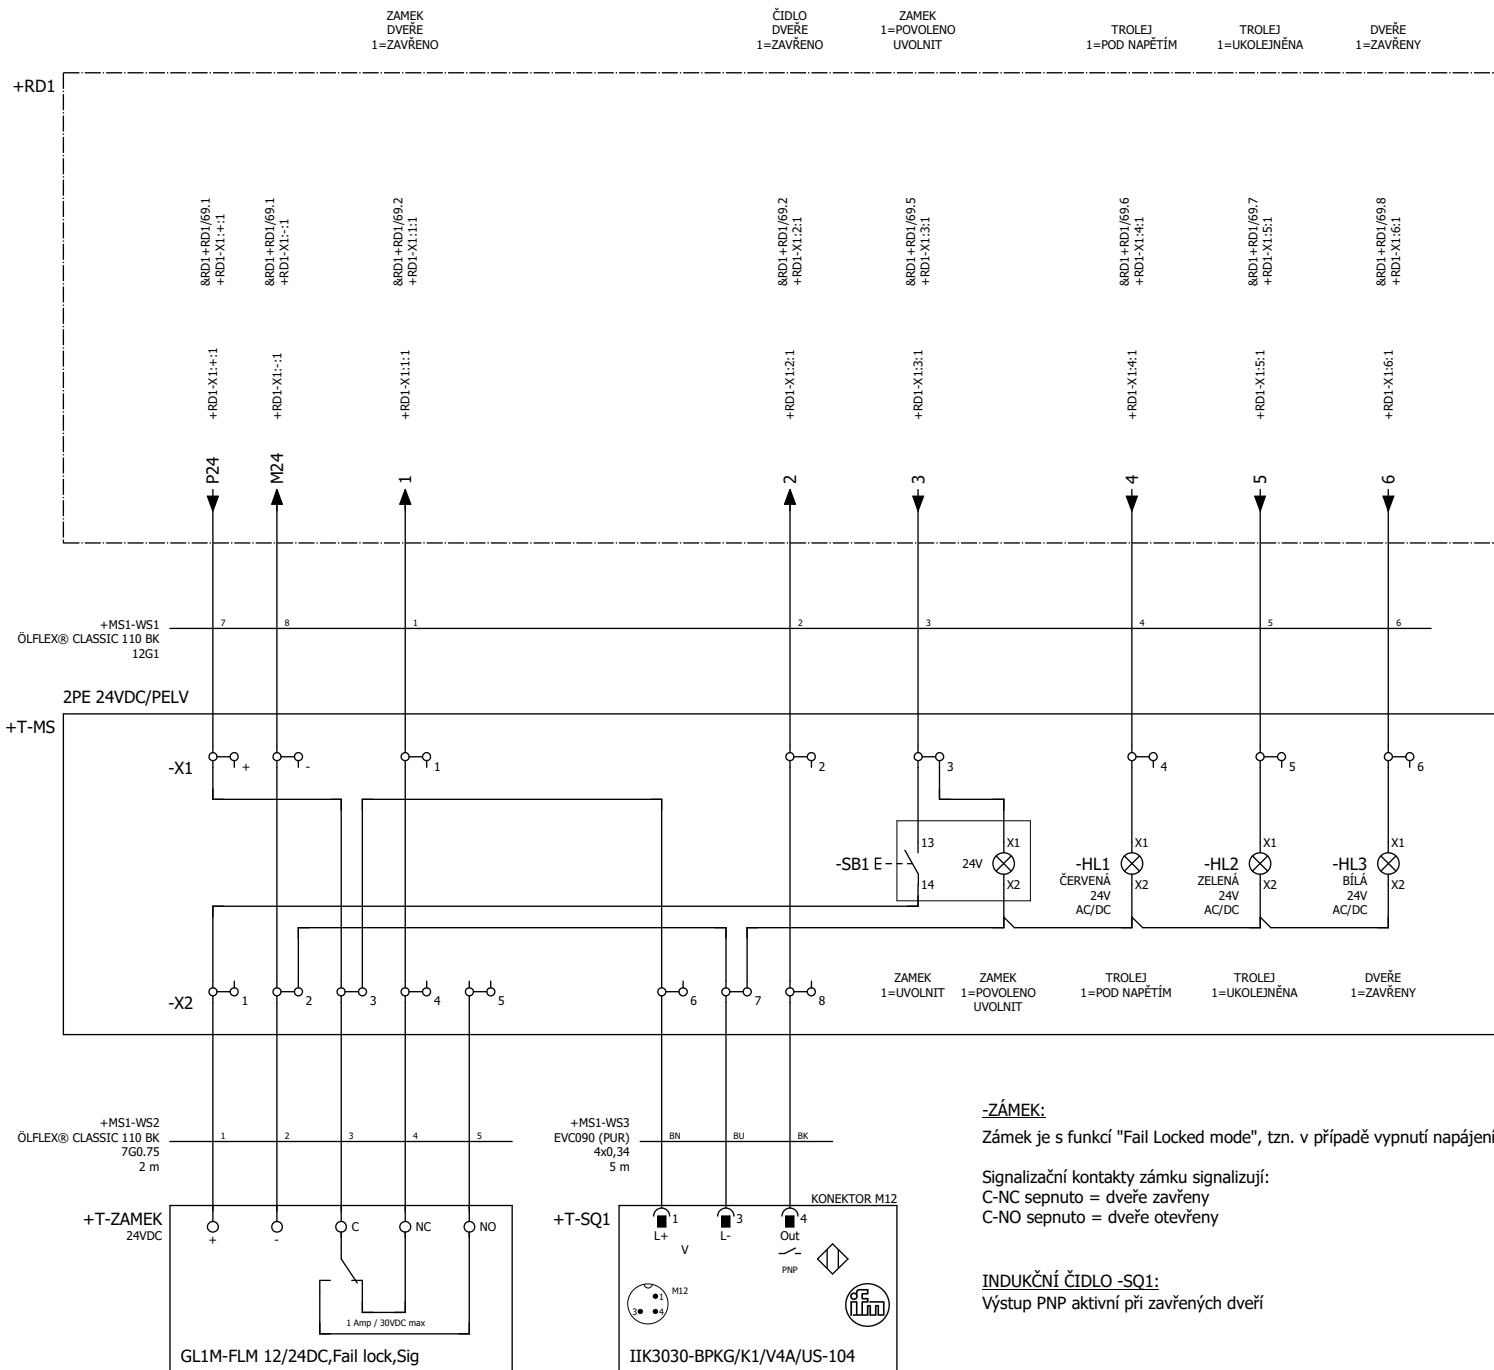 ZAMEK
DVEŘE
1=ZAVŘENO
ČIDLO
DVEŘE
1=ZAVŘENO
ZAMEK
1=POVOLENO
UVOLNIT
TROLEJ
1=POD NAPĚTÍM
TROLEJ
1=UKOLEJNĚNA
DVEŘE
1=ZAVŘENY
+RD1
&RD1+RD1/69.1
+RD1-X1:+:1
&RD1+RD1/69.1
+RD1-X1:-:1
&RD1+RD1/69.2
+RD1-X1:1:1
&RD1+RD1/69.2
+RD1-X1:2:1
&RD1+RD1/69.5
+RD1-X1:3:1
&RD1+RD1/69.6
+RD1-X1:4:1
&RD1+RD1/69.7
+RD1-X1:5:1
&RD1+RD1/69.8
+RD1-X1:6:1
+RD1-X1:+:1
+RD1-X1:-:1
+RD1-X1:1:1
+RD1-X1:2:1
+RD1-X1:3:1
+RD1-X1:4:1
+RD1-X1:5:1
+RD1-X1:6:1
P24
M24
1
2
3
4
5
6
+MS1-WS1
ÖLFLEX® CLASSIC 110 BK
12G1
7
8
1
2
3
4
5
6
2PE 24VDC/PELV
+T-MS
-X1
+
-
1
2
3
4
5
6
-SB1 E
13
14
24V
X1
X2
-HL1
ČERVENÁ
24V
AC/DC
X1
X2
-HL2
ZELENÁ
24V
AC/DC
X1
X2
-HL3
BÍLÁ
24V
AC/DC
X1
X2
-X2
1
2
3
4
5
6
7
8
ZAMEK
1=UVOLNIT
ZAMEK
1=POVOLENO
UVOLNIT
TROLEJ
1=POD NAPĚTÍM
TROLEJ
1=UKOLEJNĚNA
DVEŘE
1=ZAVŘENY
+MS1-WS2
ÖLFLEX® CLASSIC 110 BK
7G0.75
2 m
1
2
3
4
5
+MS1-WS3
EVC090 (PUR)
4x0,34
5 m
BN
BU
BK
+T-ZAMEK
24VDC
+
-
C
NC
NO
1 Amp / 30VDC max
GL1M-FLM 12/24DC,Fail lock,Sig
KONEKTOR M12
+T-SQ1
1
L+
V
3
L-
4
Out
PNP
M12
1
3
4
ifm
IIK3030-BPKG/K1/V4A/US-104
-ZÁMEK:
Zámek je s funkcí "Fail Locked mode", tzn. v případě vypnutí napájení
Signalizační kontakty zámku signalizují:
C-NC sepnuto = dveře zavřeny
C-NO sepnuto = dveře otevřeny
INDUKČNÍ ČIDLO -SQ1:
Výstup PNP aktivní při zavřených dveří